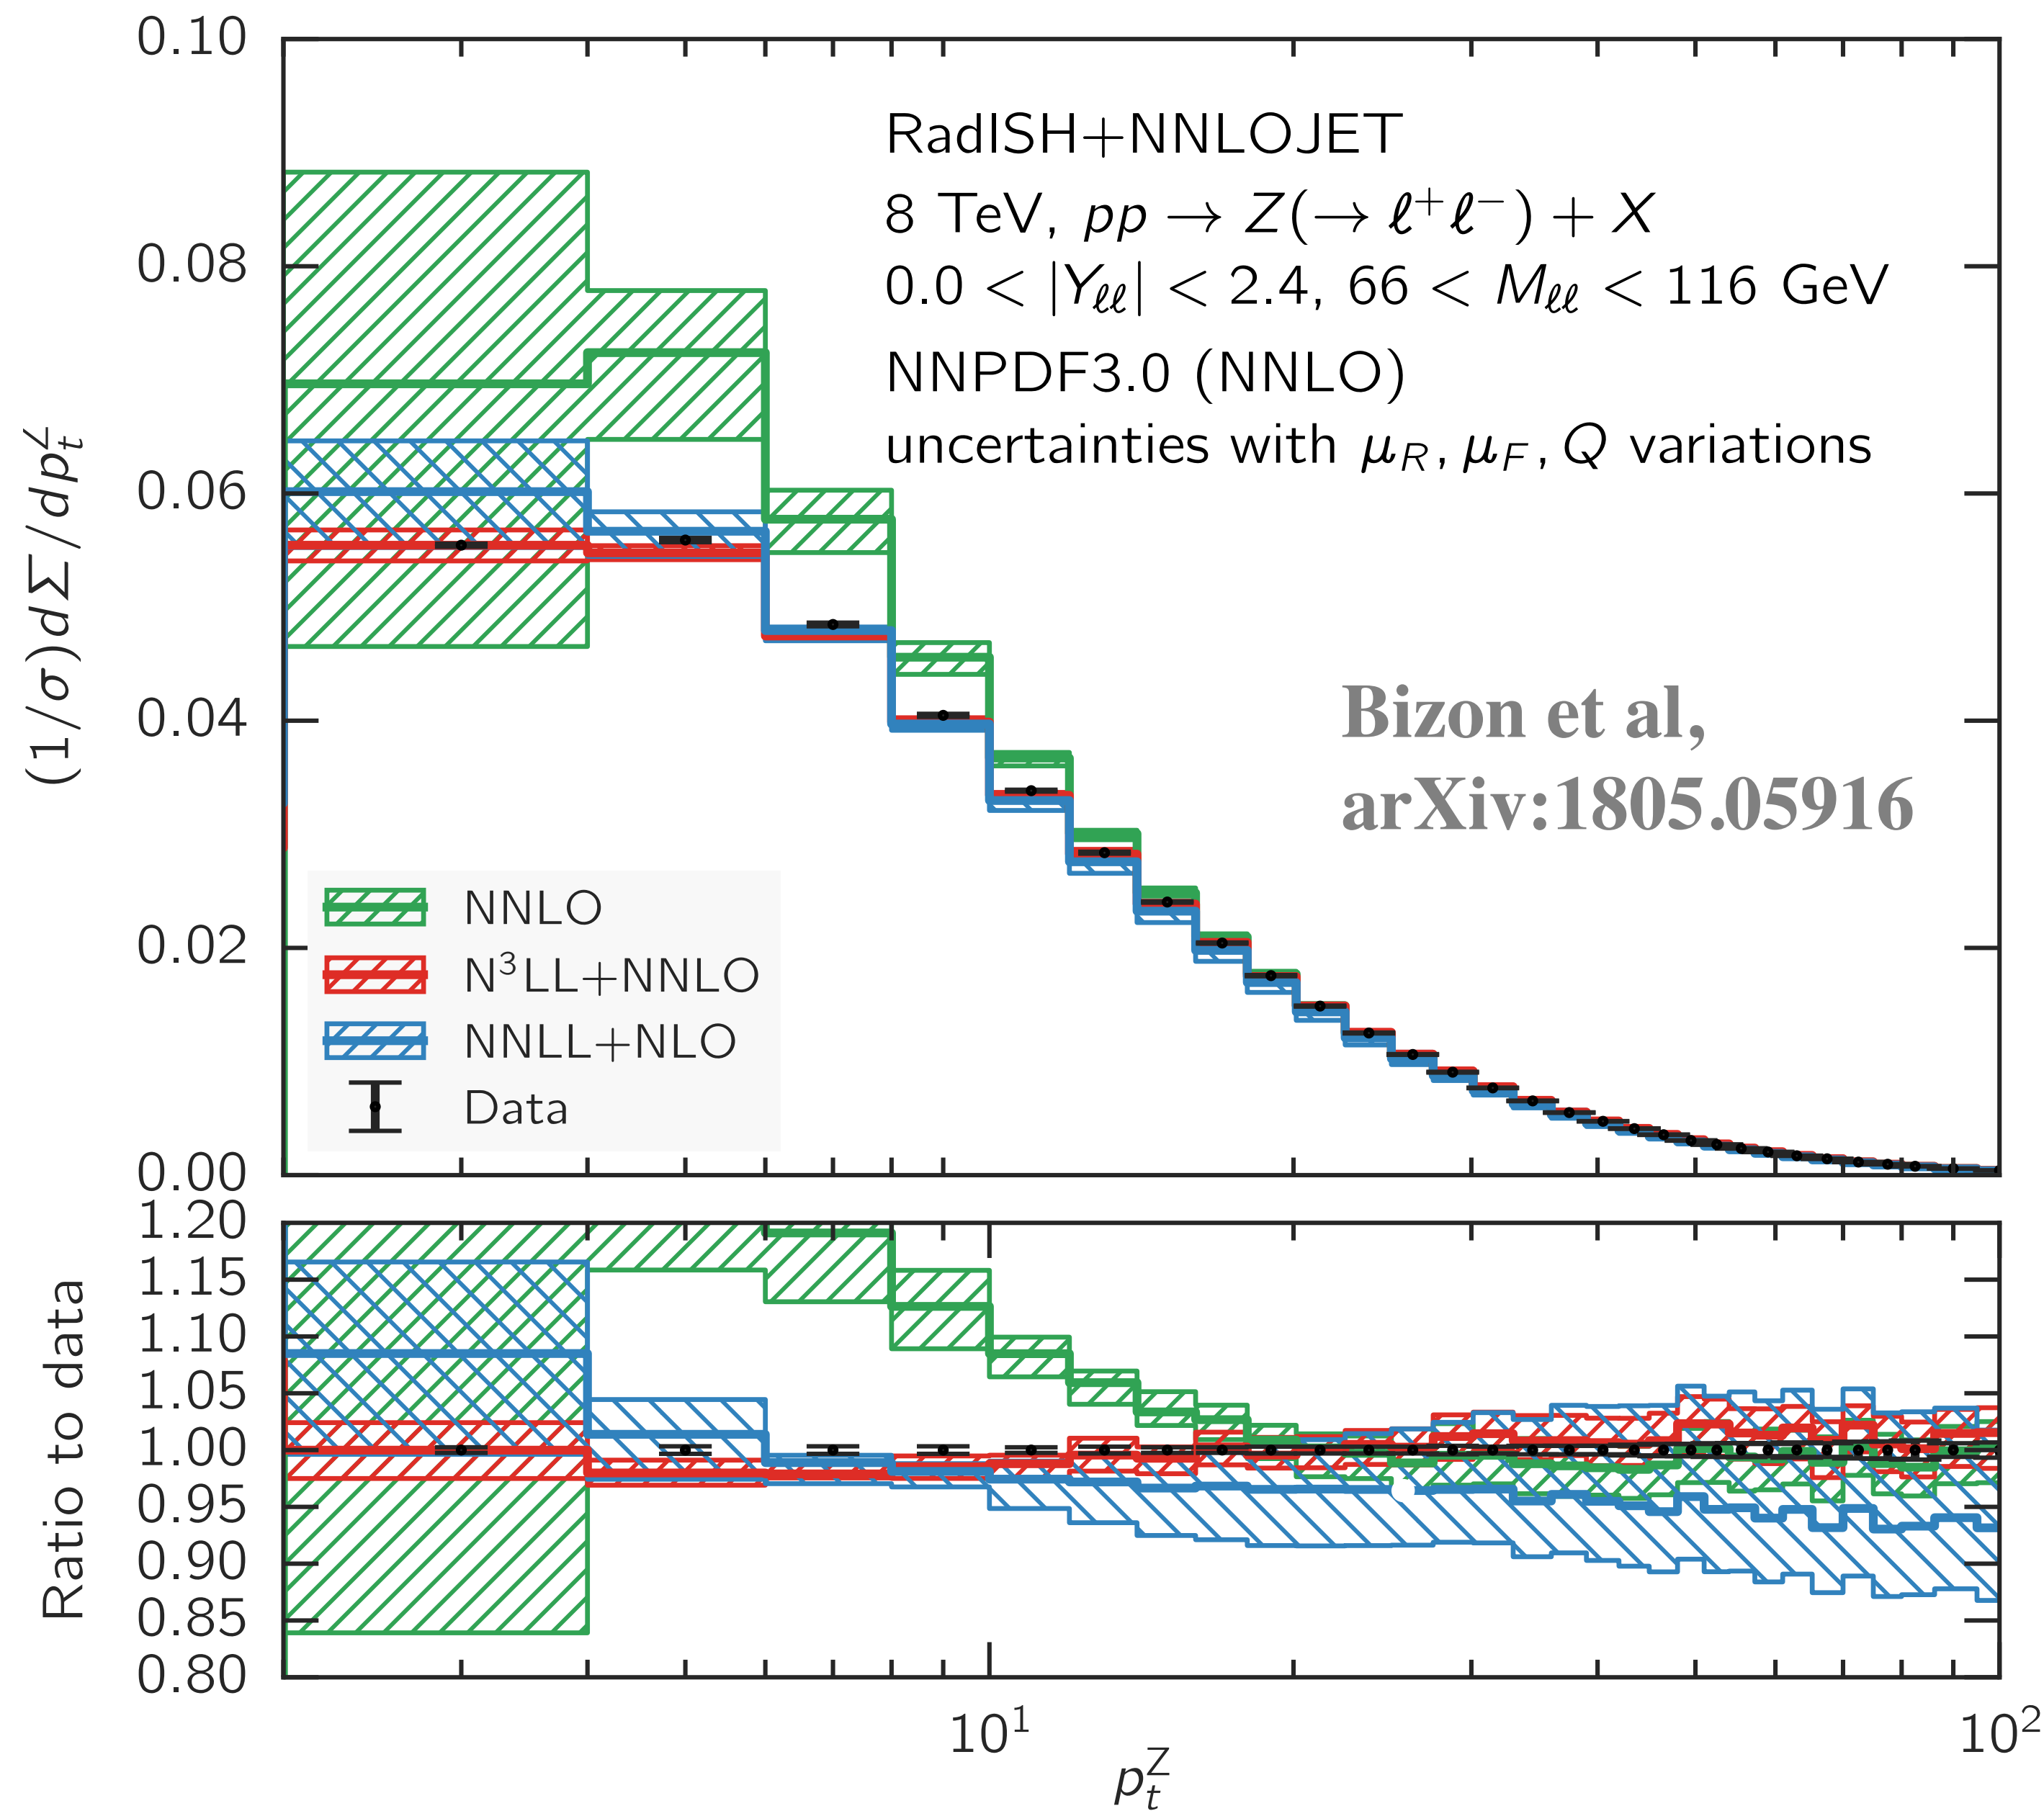 0.10
0.08
0.06
0.04
0.02
0.00
(1/σ) dΣ/dp_t^Z
RadISH+NNLOJET
8 TeV, pp → Z(→ ℓ⁺ℓ⁻) + X
0.0 < |Y_ℓℓ| < 2.4, 66 < M_ℓℓ < 116 GeV
NNPDF3.0 (NNLO)
uncertainties with μ_R, μ_F, Q variations
Bizon et al,
arXiv:1805.05916
NNLO
N³LL+NNLO
NNLL+NLO
Data
1.20
1.15
1.10
1.05
1.00
0.95
0.90
0.85
0.80
Ratio to data
10¹
10²
p_t^Z